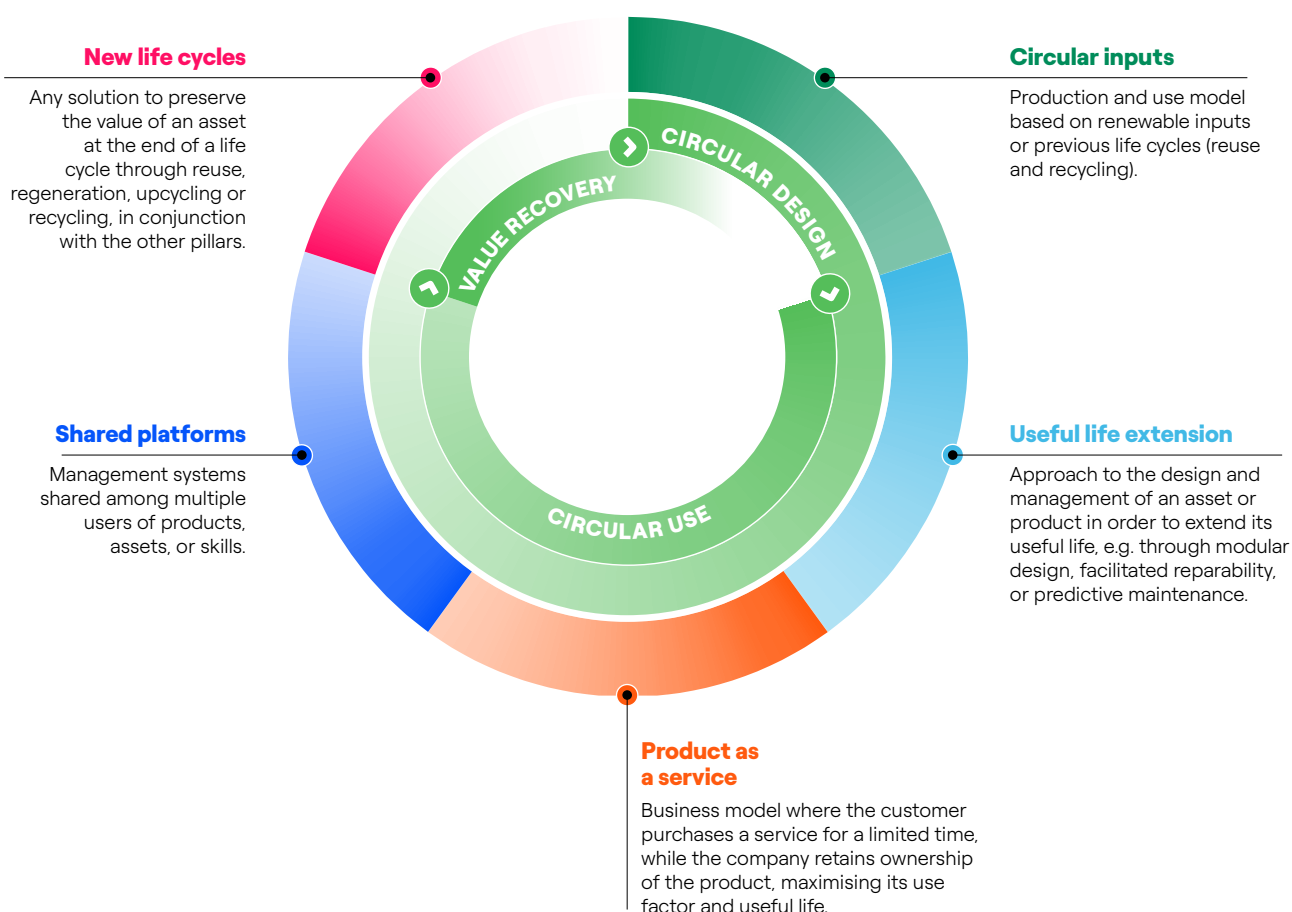 New life cycles
Any solution to preserve
the value of an asset
at the end of a life
cycle through reuse,
regeneration, upcycling or
recycling, in conjunction
with the other pillars.
Circular inputs
Production and use model
based on renewable inputs
or previous life cycles (reuse
and recycling).
CIRCULAR DESIGN
VALUE RECOVERY
CIRCULAR USE
Shared platforms
Management systems
shared among multiple
users of products,
assets, or skills.
Useful life extension
Approach to the design and
management of an asset or
product in order to extend its
useful life, e.g. through modular
design, facilitated reparability,
or predictive maintenance.
Product as
a service
Business model where the customer
purchases a service for a limited time,
while the company retains ownership
of the product, maximising its use
factor and useful life.